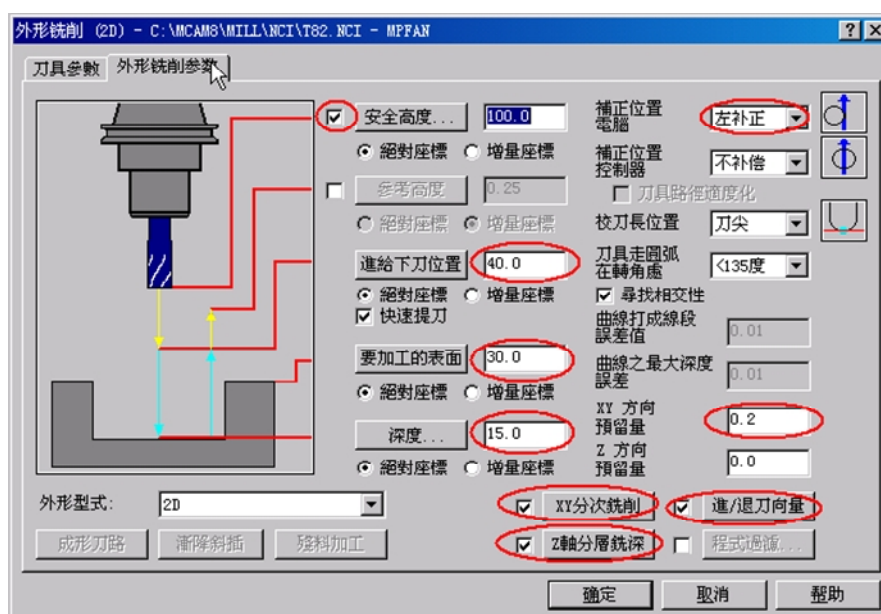 外形铣削 (2D) - C:\MCAM8\MILL\NCI\T82.NCI - MPFAN
刀具參數
外形铣削参数
安全高度...
100.0
絕對座標
增量座標
參考高度
0.25
絕對座標
增量座標
進給下刀位置
40.0
絕對座標
增量座標
快速提刀
要加工的表面
30.0
絕對座標
增量座標
深度...
15.0
絕對座標
增量座標
補正位置
電腦
左补正
補正位置
控制器
不补偿
刀具路徑適度化
校刀長位置
刀尖
刀具走圓弧
在轉角處
<135度
尋找相交性
曲線打成線段
誤差值
0.01
曲線之最大深度
誤差
0.01
XY 方向
預留量
0.2
Z 方向
預留量
0.0
外形型式:
2D
XY分次銑削
進/退刀向量
成形刀路
漸降斜插
殘料加工
Z軸分層銑深
程式過濾...
确定
取消
帮助